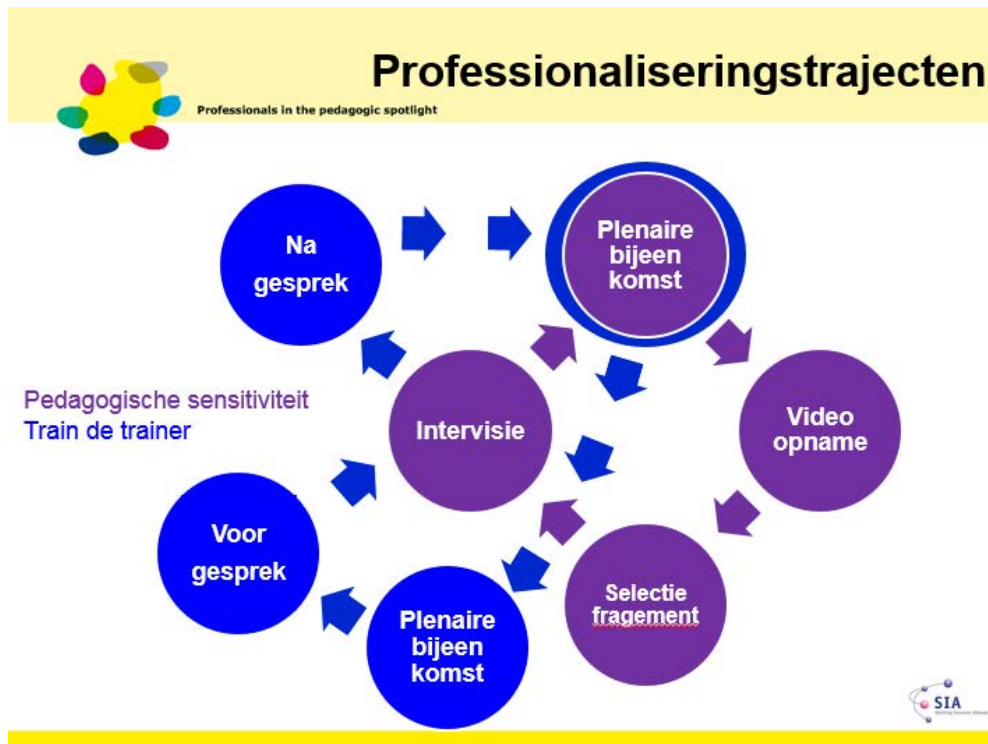 Professionaliseringstrajecten
Professionals in the pedagogic spotlight
Na
gesprek
Plenaire
bijeen
komst
Pedagogische sensitiviteit
Train de trainer
Intervisie
Video
opname
Voor
gesprek
Plenaire
bijeen
komst
Selectie
fragement
SIA